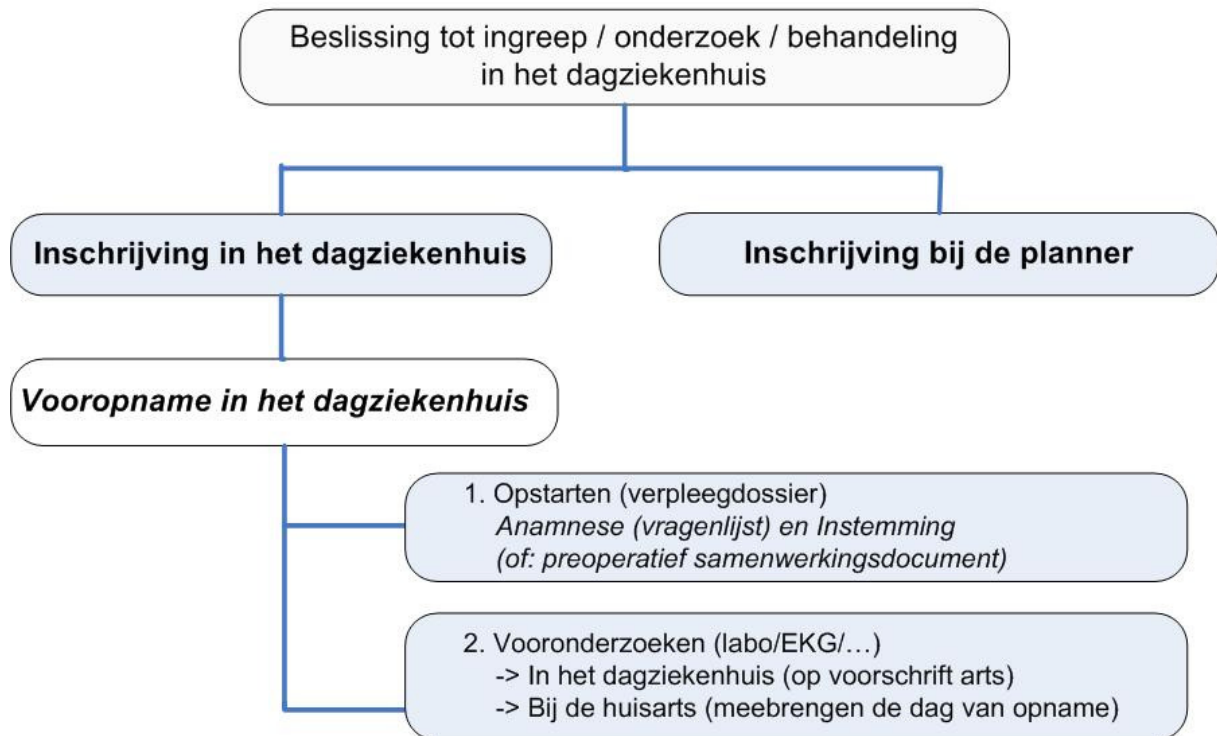 Beslissing tot ingreep / onderzoek / behandeling
in het dagziekenhuis
Inschrijving in het dagziekenhuis
Inschrijving bij de planner
Vooropname in het dagziekenhuis
1. Opstarten (verpleegdossier)
Anamnese (vragenlijst) en Instemming
(of: preoperatief samenwerkingsdocument)
2. Vooronderzoeken (labo/EKG/…)
-> In het dagziekenhuis (op voorschrift arts)
-> Bij de huisarts (meebrengen de dag van opname)